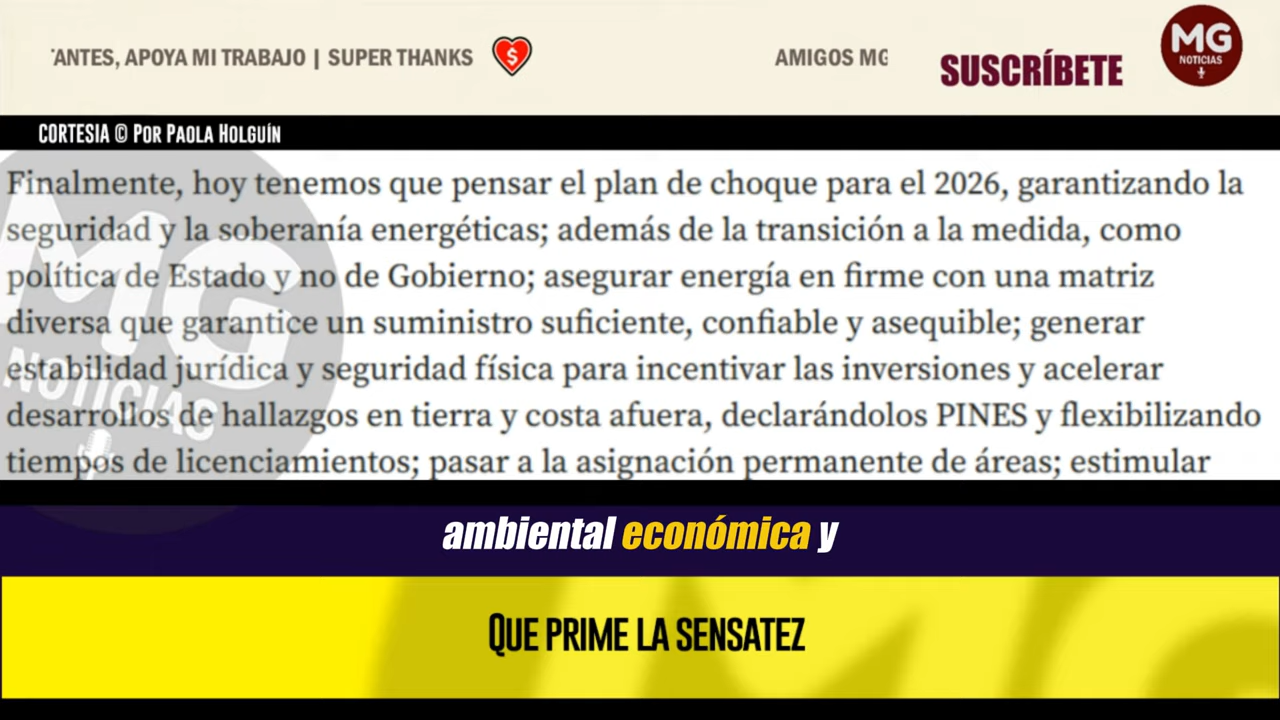 'ANTES, APOYA MI TRABAJO | SUPER THANKS
AMIGOS MG
SUSCRÍBETE
MG
NOTICIAS
CORTESIA © POR PAOLA HOLGUÍN
Finalmente, hoy tenemos que pensar el plan de choque para el 2026, garantizando la
seguridad y la soberanía energéticas; además de la transición a la medida, como
política de Estado y no de Gobierno; asegurar energía en firme con una matriz
diversa que garantice un suministro suficiente, confiable y asequible; generar
estabilidad jurídica y seguridad física para incentivar las inversiones y acelerar
desarrollos de hallazgos en tierra y costa afuera, declarándolos PINES y flexibilizando
tiempos de licenciamientos; pasar a la asignación permanente de áreas; estimular
MG
NOTICIAS
ambiental económica y
QUE PRIME LA SENSATEZ